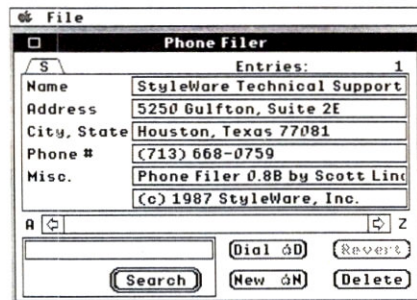 File
Phone Filer
S Entries: 1
Name StyleWare Technical Support
Address 5250 Gulfton, Suite 2E
City, State Houston, Texas 77081
Phone # (713) 668-0759
Misc. Phone Filer 0.8B by Scott
(c) 1987 StyleWare, Inc.
A Z
Dial D Revert
Search New N Delete